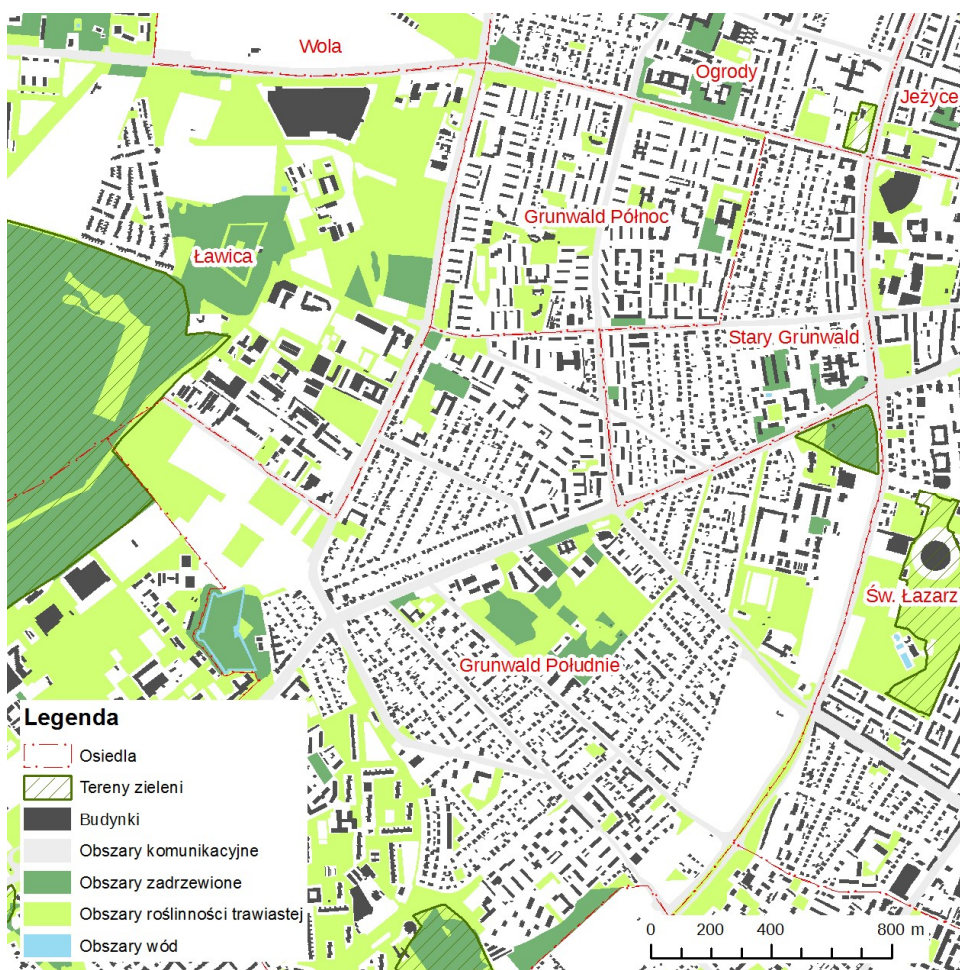 Wola
Ogrody
Jeżyce
Grunwald Północ
Ławica
Stary Grunwald
Św. Łazarz
Grunwald Południe
Legenda
Osiedla
Tereny zieleni
Budynki
Obszary komunikacyjne
Obszary zadrzewione
Obszary roślinności trawiastej
Obszary wód
0 200 400 800 m